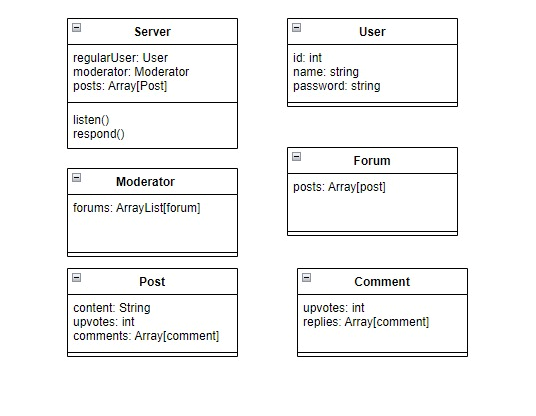 Server
regularUser: User
moderator: Moderator
posts: Array[Post]
listen()
respond()
User
id: int
name: string
password: string
Moderator
forums: ArrayList[forum]
Forum
posts: Array[post]
Post
content: String
upvotes: int
comments: Array[comment]
Comment
upvotes: int
replies: Array[comment]